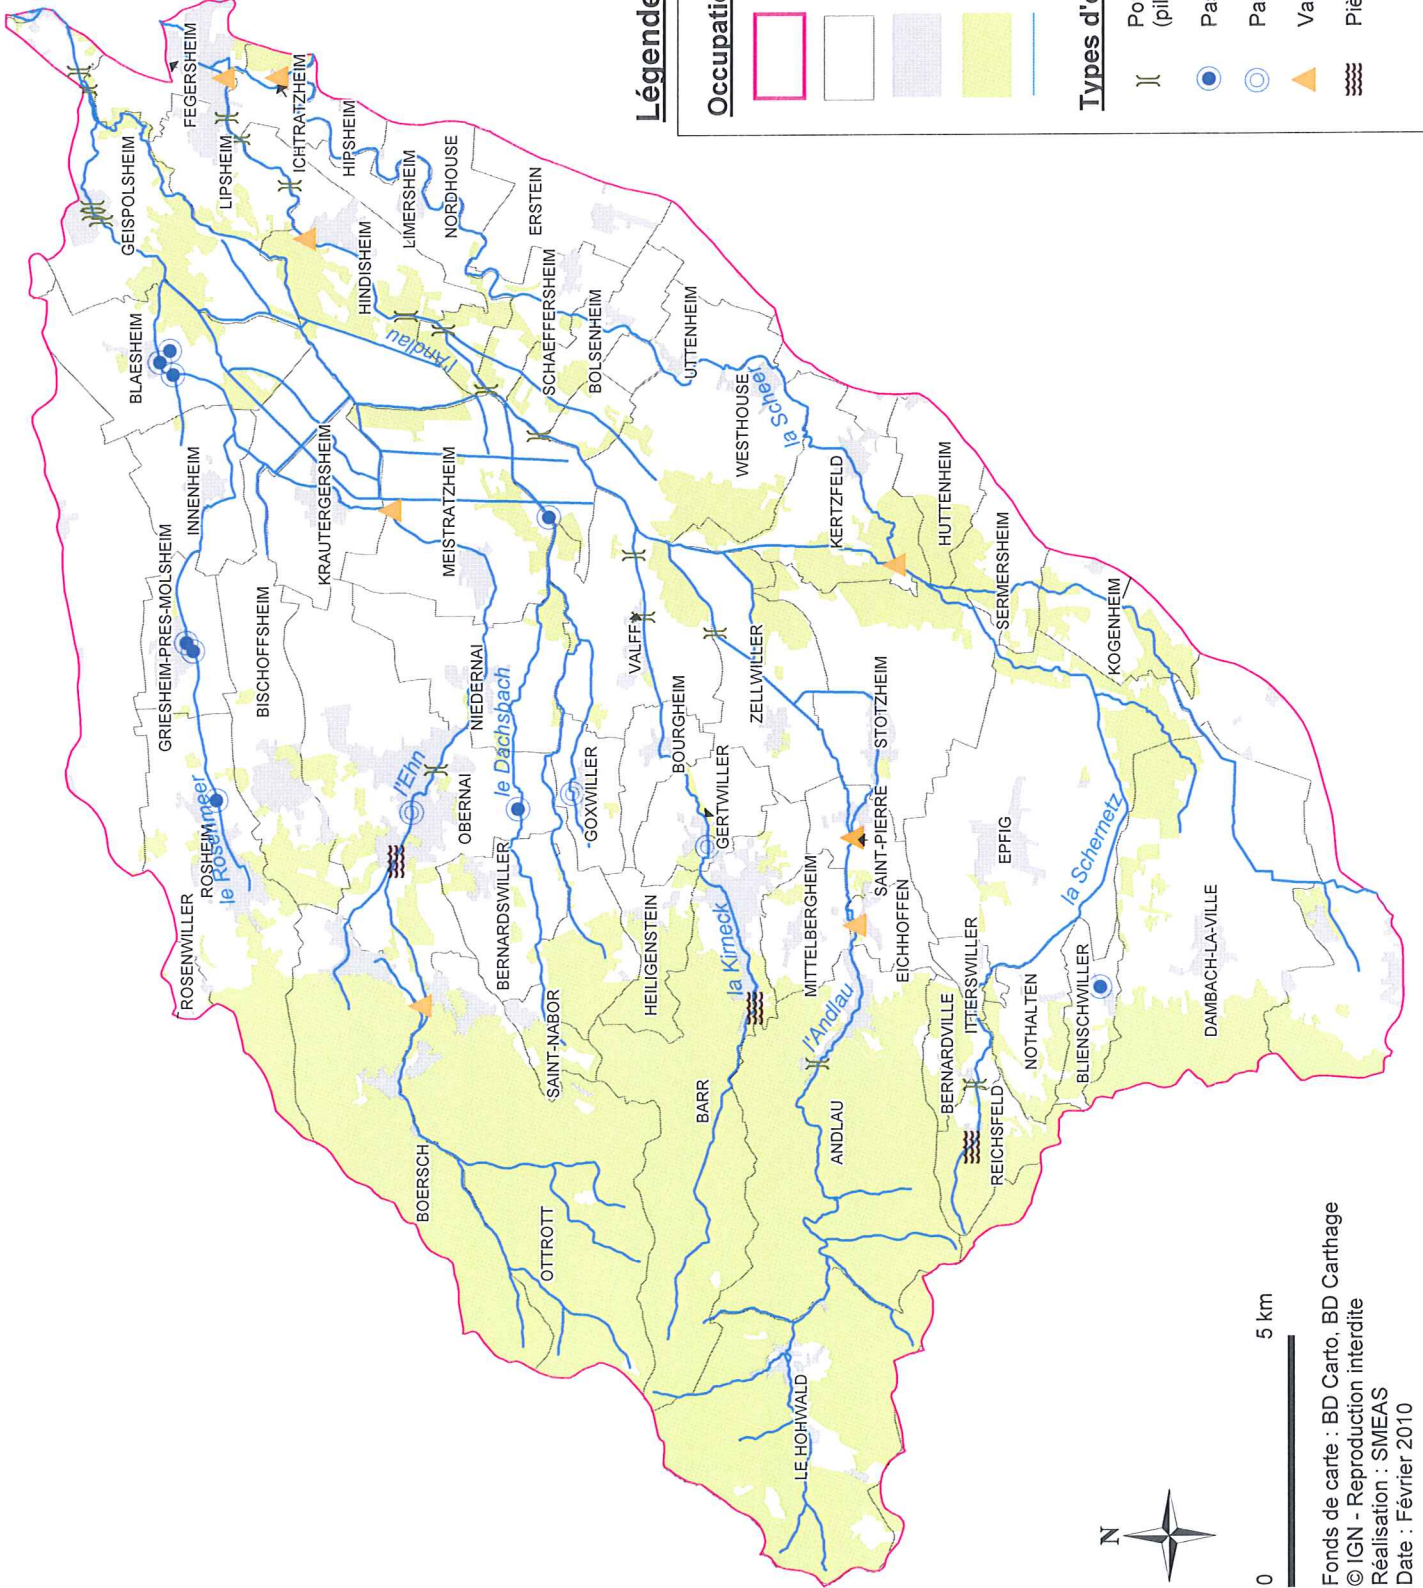 FEGERSHEIM
GEISPOLSHEIM
LIPSHEIM
ICHTRATZHEIM
HIPSHEIM
LIMERSHEIM
NORDHOUSE
ERSTEIN
HINDISHEIM
BLAESHEIM
l'Andlau
SCHAEFFERSHEIM
BOLSENHEIM
UTTENHEIM
WESTHOUSE
la Scheer
INNENHEIM
KRAUTERGERSHEIM
MEISTRATZHEIM
KERTZFELD
HUTTENHEIM
GRIESHEIM-PRES-MOLSHEIM
BISCHOFFSHEIM
SERMERSHEIM
KOGENHEIM
NIEDERNAI
VALFF
ZELLWILLER
BOURGHEIM
STOTZHEIM
le Dachsbach
l'Ehn
OBERNAI
GOXWILLER
GERTWILLER
ROSHEIM
le Rosenmeer
SAINT-PIERRE
EPFIG
la Schernetz
ROSENWILLER
BERNARDSWILLER
HEILIGENSTEIN
la Kirneck
MITTELBERGHEIM
EICHHOFFEN
l'Andlau
ITTERSWILLER
BERNARDVILLE
NOTHALTEN
BLIENSCHWILLER
DAMBACH-LA-VILLE
SAINT-NABOR
BARR
ANDLAU
REICHSFELD
BOERSCH
OTTROTT
LE HOHWALD
Légende
Occupati
Types d'o
Po
(pil
Pa
Pa
Va
Piè
N
0 5 km
Fonds de carte : BD Carto, BD Carthage
© IGN - Reproduction interdite
Réalisation : SMEAS
Date : Février 2010